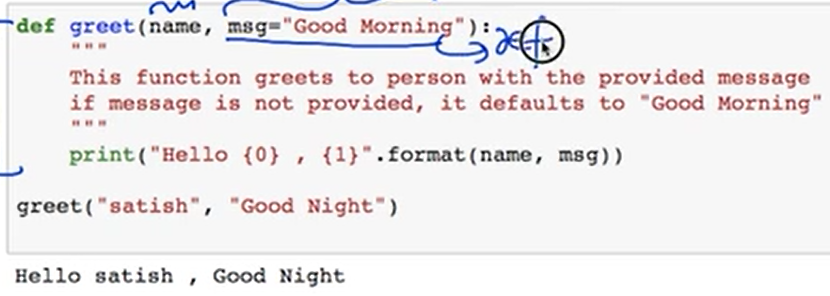 def greet(name, msg="Good Morning"):
    """
    This function greets to person with the provided message
    if message is not provided, it defaults to "Good Morning"
    """
    print("Hello {0} , {1}".format(name, msg))
greet("satish", "Good Night")
Hello satish , Good Night